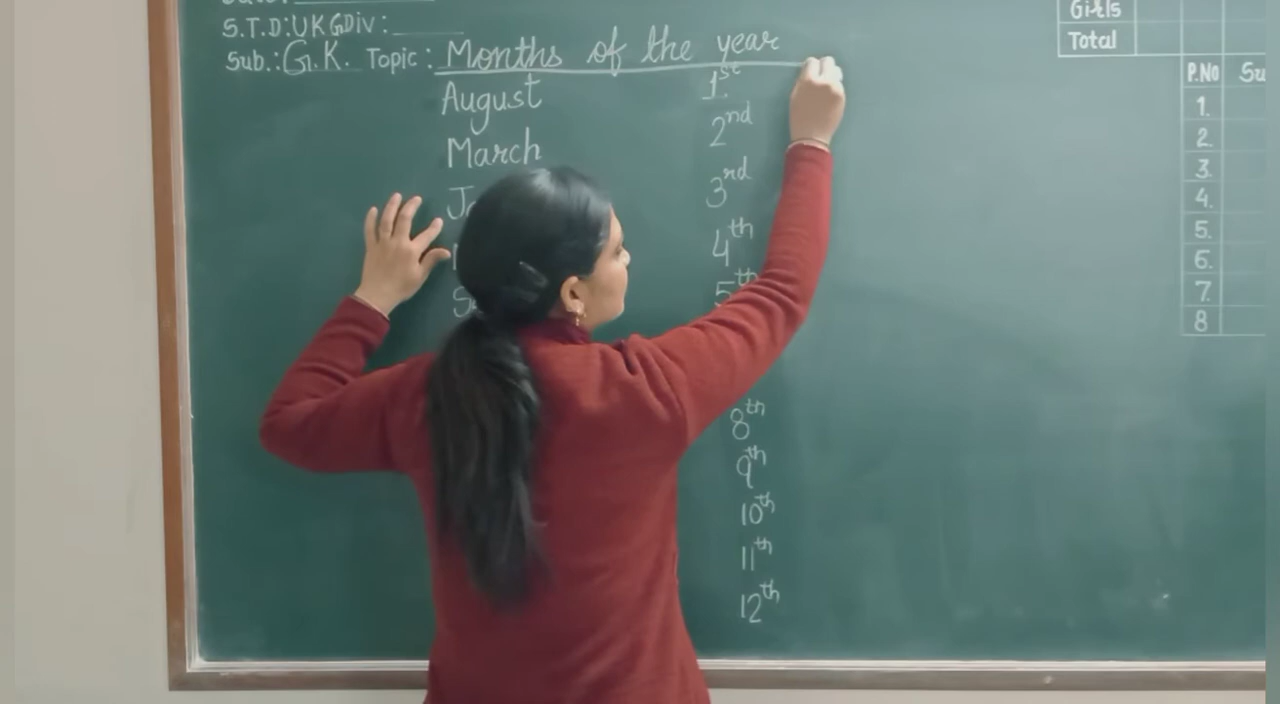 S.T.D: UKG Div:
Sub.: G.K. Topic: Months of the year
August 1st
March 2nd
3rd
4th
5th
8th
9th
10th
11th
12th
Girls
Total
P.No
1.
2.
3.
4.
5.
6.
7.
8